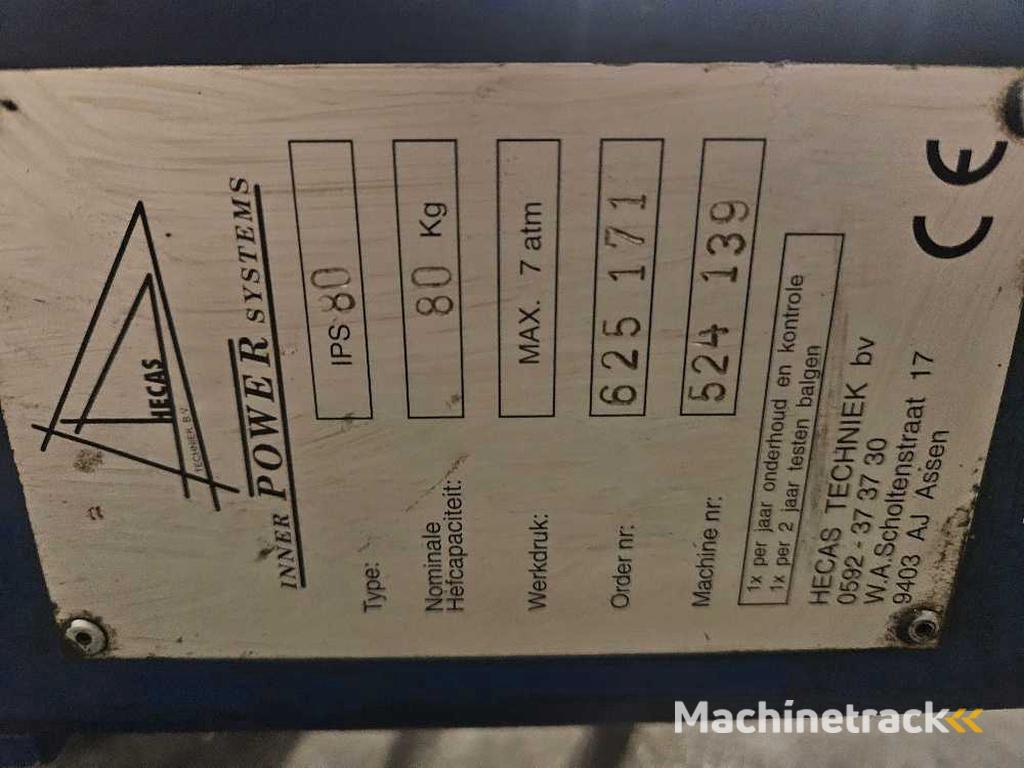 HECAS
TECHNIEK B.V.
INNER POWER SYSTEMS
Type: IPS 80
Nominale
Hefcapaciteit: 80 Kg
Werkdruk: MAX. 7 atm
Order nr: 625 171
Machine nr: 524 139
1x per jaar onderhoud en kontrole
1x per 2 jaar testen balgen
HECAS TECHNIEK bv
0592 - 37 37 30
W.A.Scholtenstraat 17
9403 AJ Assen
CE
Machinetrack